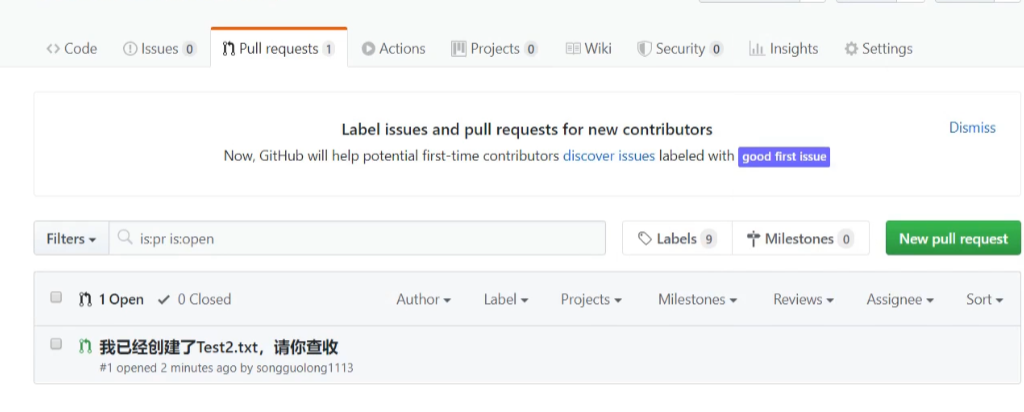 Code Issues 0 Pull requests 1 Actions Projects 0 Wiki Security 0 Insights Settings
Label issues and pull requests for new contributors
Dismiss
Now, GitHub will help potential first-time contributors discover issues labeled with good first issue
Filters is:pr is:open Labels 9 Milestones 0 New pull request
1 Open 0 Closed Author Label Projects Milestones Reviews Assignee Sort
我已经创建了Test2.txt，请你查收
#1 opened 2 minutes ago by songguolong1113